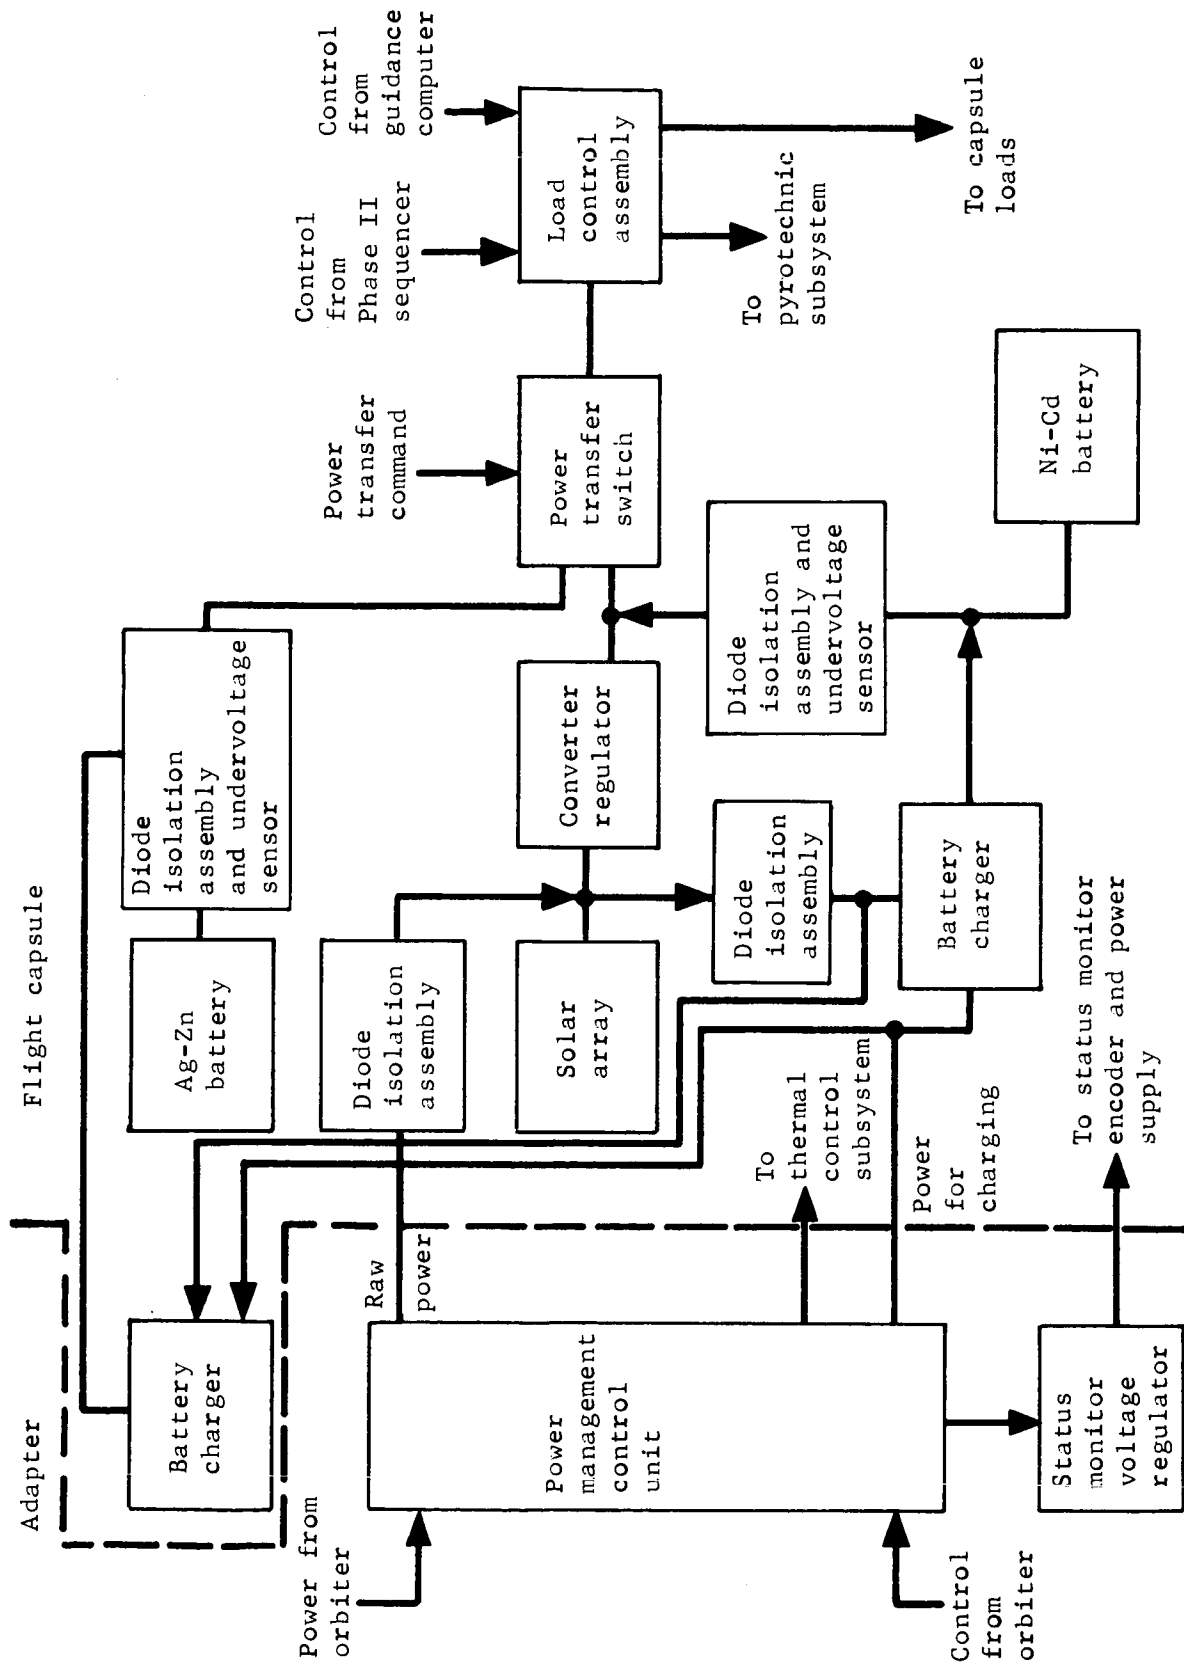 Adapter
Flight capsule
Battery
charger
Ag-Zn
battery
Diode
isolation
assembly
and undervoltage
sensor
Power from
orbiter
Raw
power
Diode
isolation
assembly
Power
transfer
command
Control
from
Phase II
sequencer
Control
from
guidance
computer
Power
management
control
unit
Solar
array
Converter
regulator
Power
transfer
switch
Load
control
assembly
To
thermal
control
subsystem
Diode
isolation
assembly
Diode
isolation
assembly and
undervoltage
sensor
To
pyrotechnic
subsystem
Control
from
orbiter
Power
for
charging
Battery
charger
To capsule
loads
Status
monitor
voltage
regulator
To status monitor
encoder and power
supply
Ni-Cd
battery